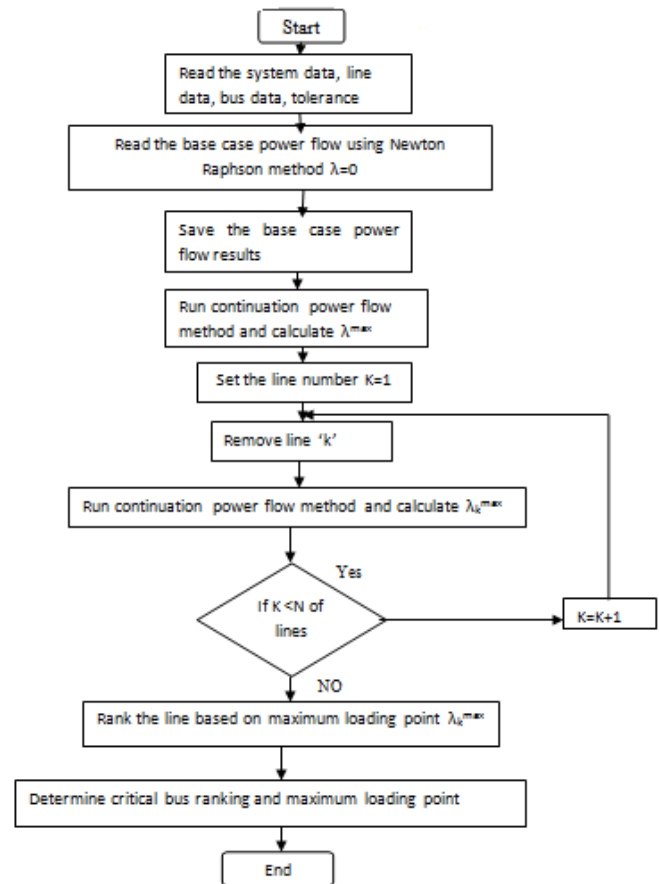 Start
Read the system data, line
data, bus data, tolerance
Read the base case power flow using Newton
Raphson method λ=0
Save the base case power
flow results
Run continuation power flow
method and calculate λᵐᵃˣ
Set the line number K=1
Remove line ‘k’
Run continuation power flow method and calculate λₖᵐᵃˣ
Yes
If K <N of
lines
K=K+1
NO
Rank the line based on maximum loading point λₖᵐᵃˣ
Determine critical bus ranking and maximum loading point
End